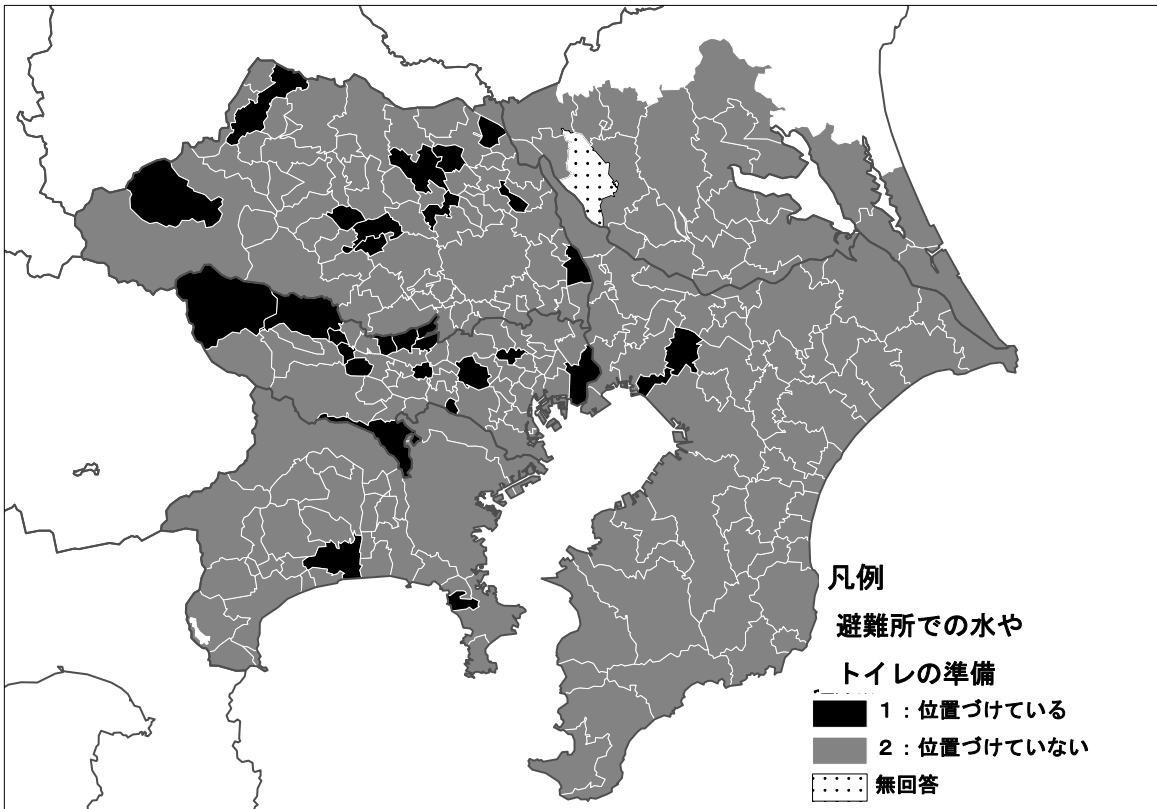 凡例
避難所での水や
トイレの準備
1：位置づけている
2：位置づけていない
無回答